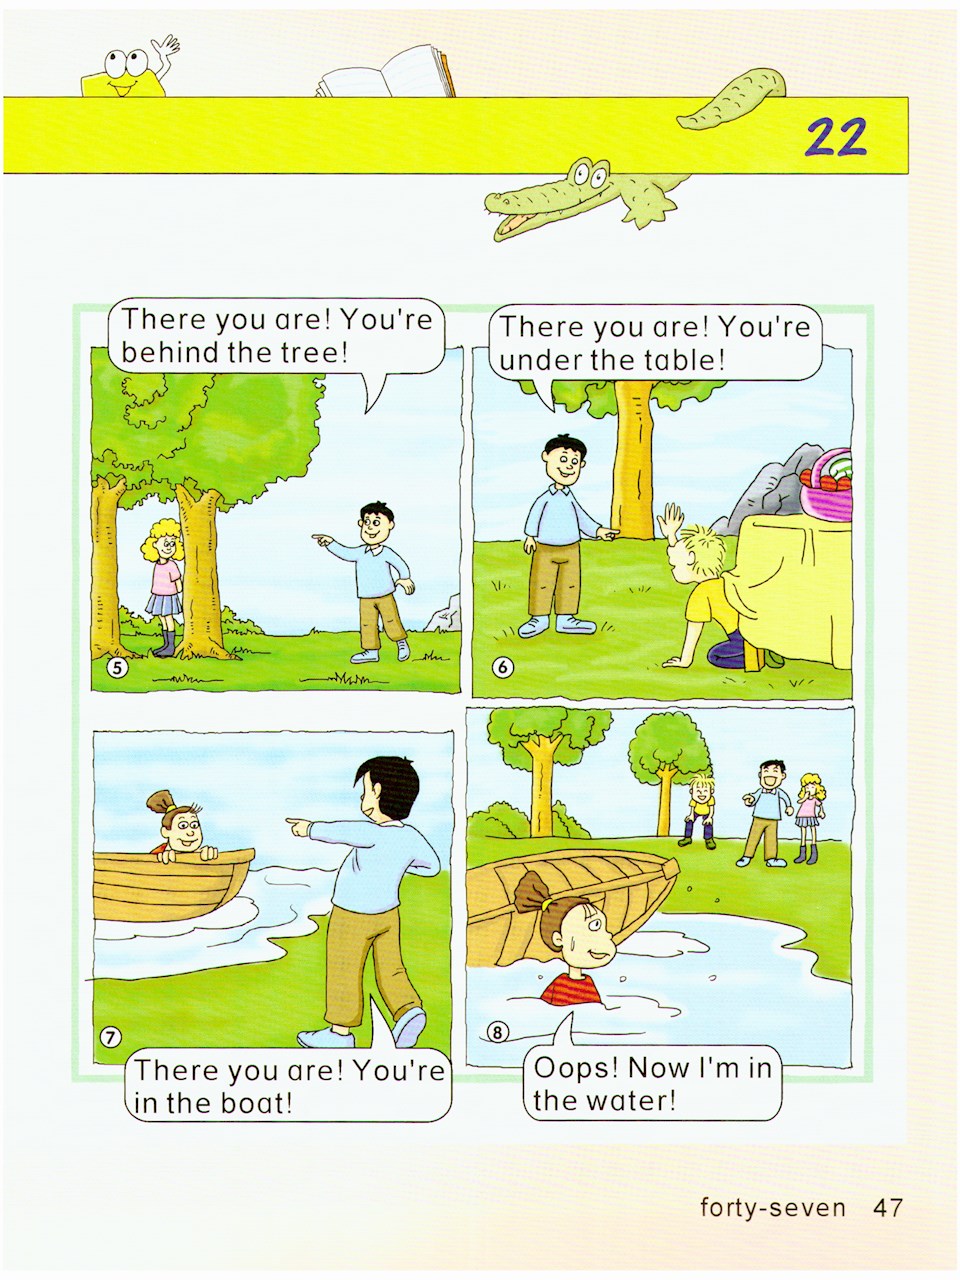 22
There you are! You're
behind the tree!
There you are! You're
under the table!
5
6
There you are! You're
in the boat!
7
Oops! Now I'm in
the water!
8
forty-seven 47